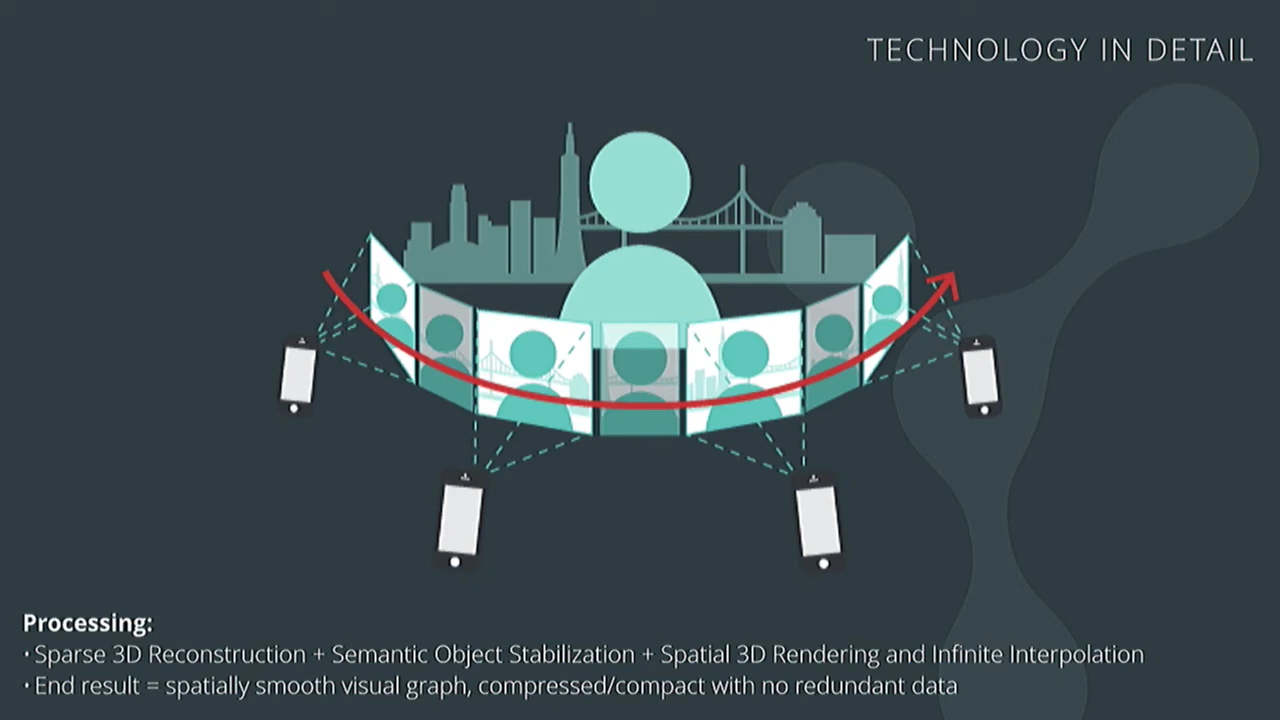 TECHNOLOGY IN DETAIL
Processing:
• Sparse 3D Reconstruction + Semantic Object Stabilization + Spatial 3D Rendering and Infinite Interpolation
• End result = spatially smooth visual graph, compressed/compact with no redundant data